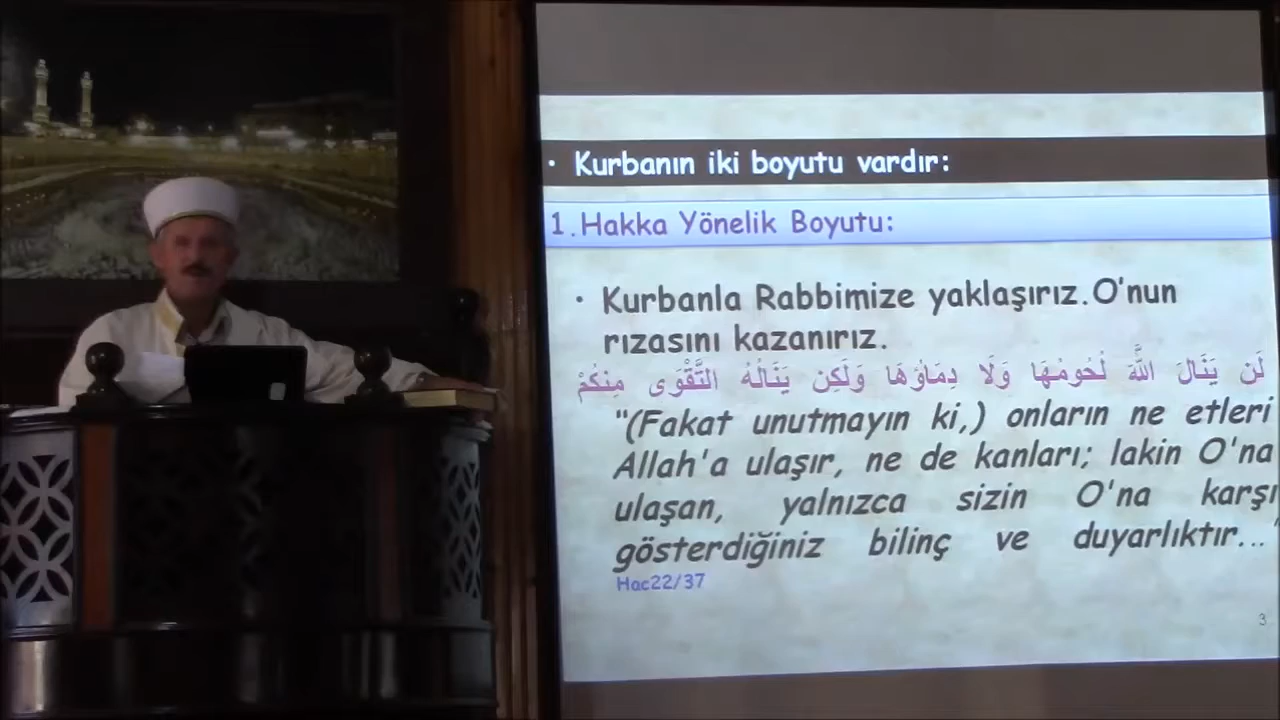 • Kurbanın iki boyutu vardır:
1.Hakka Yönelik Boyutu:
• Kurbanla Rabbimize yaklaşırız.O'nun
rızasını kazanırız.
لَن يَنَالَ اللَّهَ لُحُومُهَا وَلَا دِمَاؤُهَا وَلَكِن يَنَالُهُ التَّقْوَى مِنكُمْ
"(Fakat unutmayın ki,) onların ne etleri
Allah'a ulaşır, ne de kanları; lakin O'na
ulaşan, yalnızca sizin O'na karşı
gösterdiğiniz bilinç ve duyarlıktır..."
Hac22/37
3